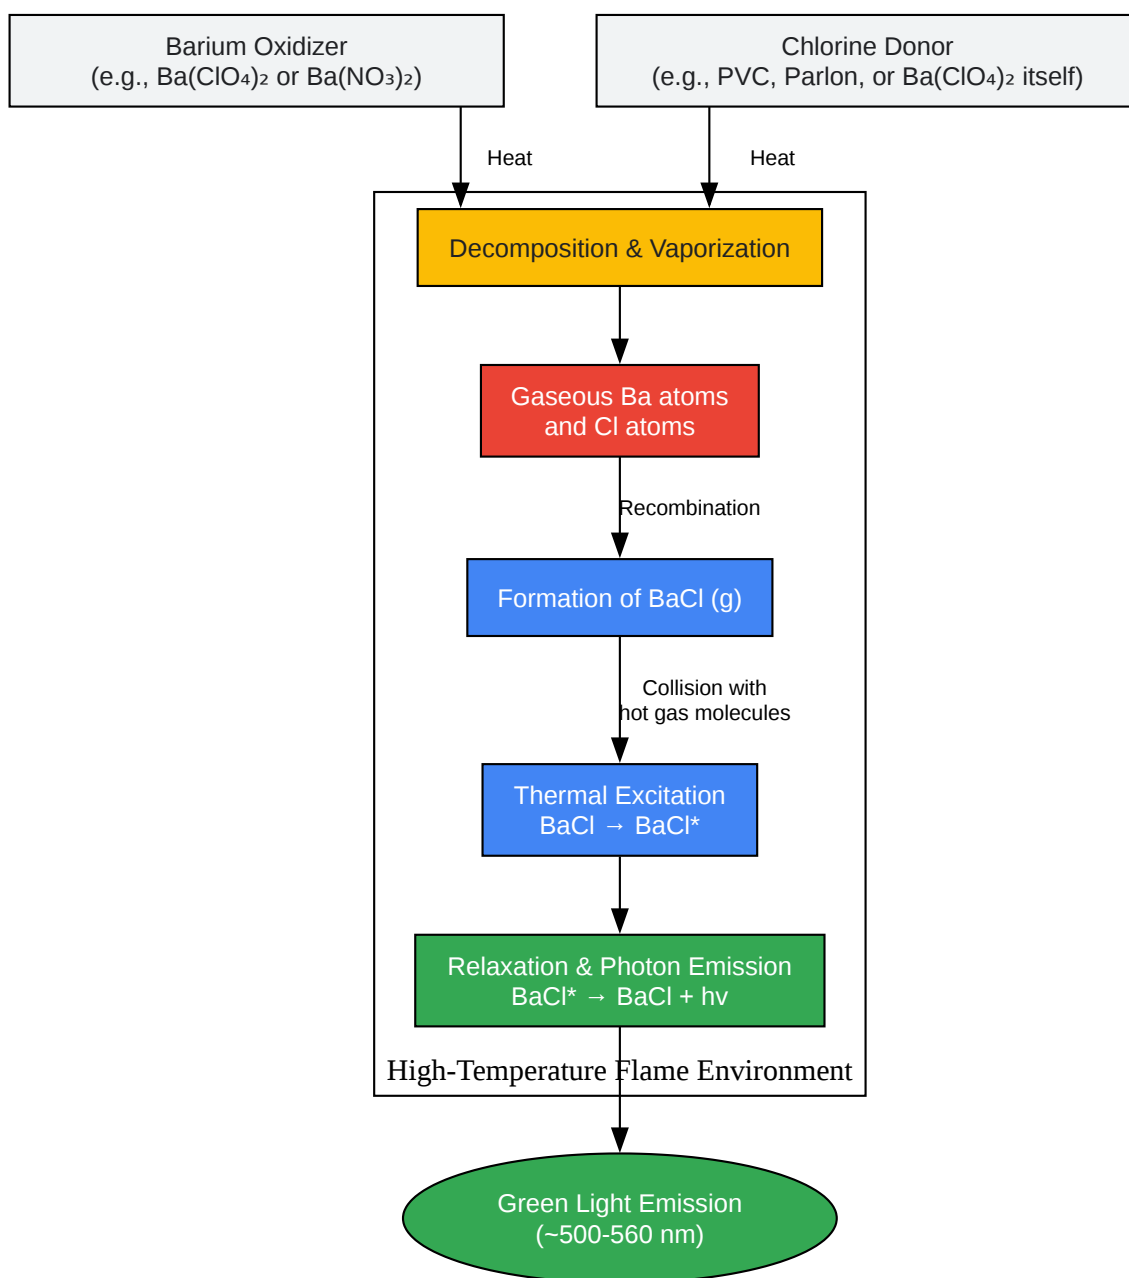 Barium Oxidizer
(e.g., Ba(ClO₄)₂ or Ba(NO₃)₂)
Chlorine Donor
(e.g., PVC, Parlon, or Ba(ClO₄)₂ itself)
Heat
Heat
Decomposition & Vaporization
Gaseous Ba atoms
and Cl atoms
Recombination
Formation of BaCl (g)
Collision with
hot gas molecules
Thermal Excitation
BaCl → BaCl*
Relaxation & Photon Emission
BaCl* → BaCl + hν
High-Temperature Flame Environment
Green Light Emission
(~500-560 nm)